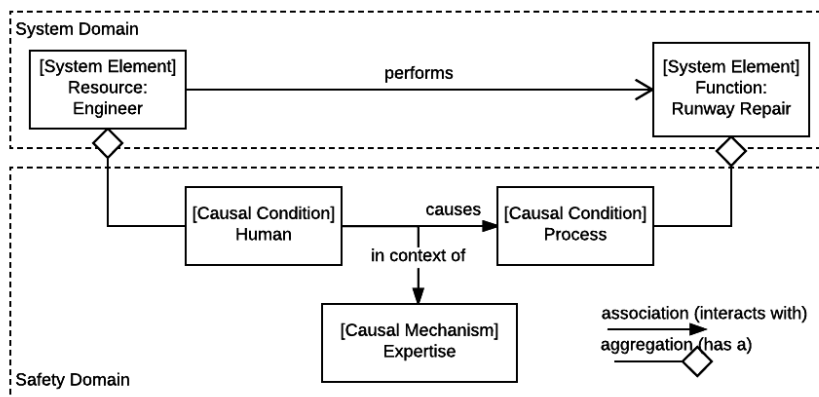 System Domain
[System Element]
Resource:
Engineer
performs
[System Element]
Function:
Runway Repair
[Causal Condition]
Human
causes
in context of
[Causal Condition]
Process
[Causal Mechanism]
Expertise
association (interacts with)
aggregation (has a)
Safety Domain